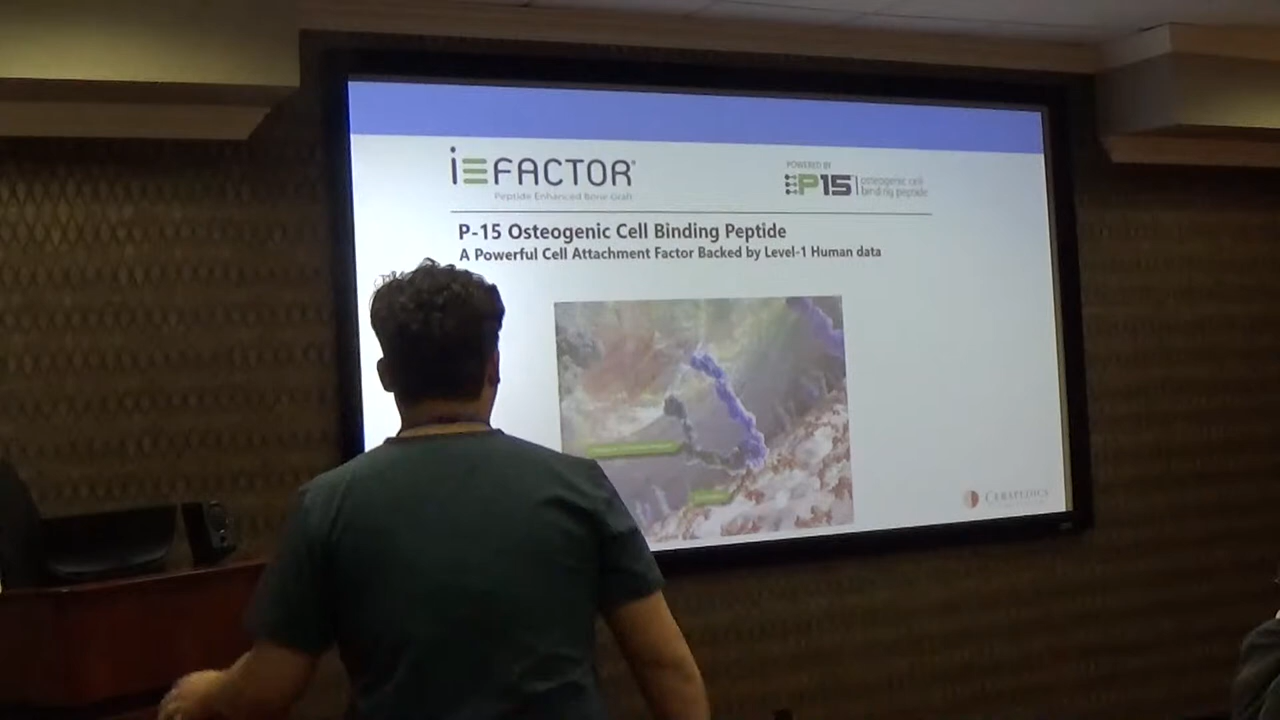 i-FACTOR®
Peptide Enhanced Bone Graft
POWERED BY
P15 osteogenic cell
binding peptide
P-15 Osteogenic Cell Binding Peptide
A Powerful Cell Attachment Factor Backed by Level-1 Human data
CERAPEDICS